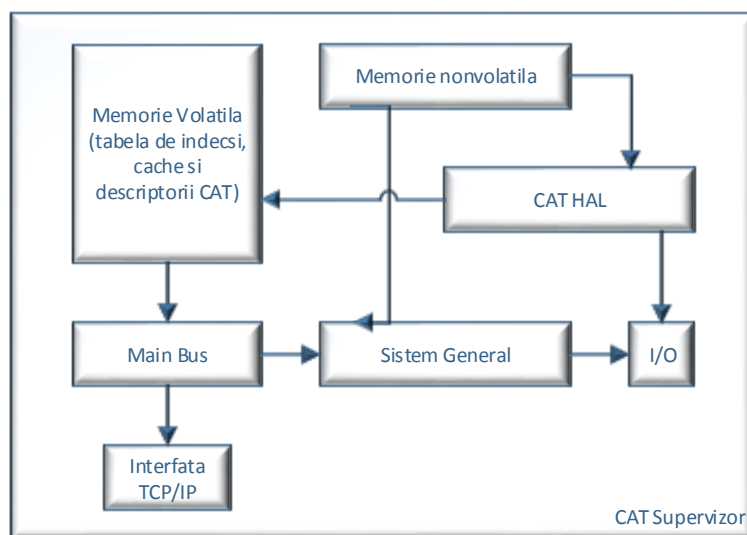 Memorie Volatila
(tabela de indecsi,
cache si
descriptorii CAT)
Memorie nonvolatila
CAT HAL
Main Bus
Sistem General
I/O
Interfata
TCP/IP
CAT Supervizor